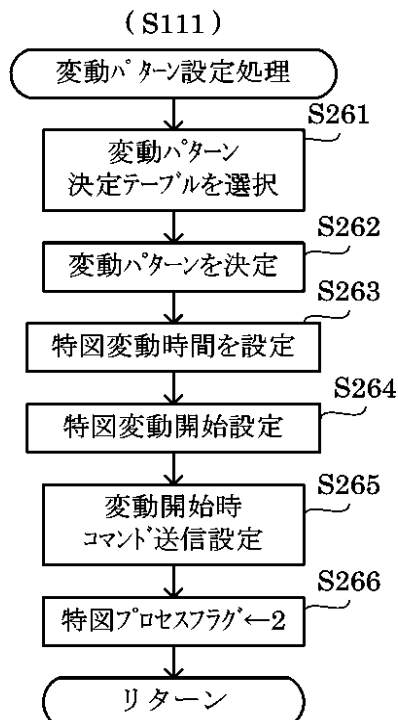 (S111)
変動パターン設定処理
S261
変動パターン
決定テーブルを選択
S262
変動パターンを決定
S263
特図変動時間を設定
S264
特図変動開始設定
S265
変動開始時
コマンド送信設定
S266
特図プロセスフラグ←2
リターン